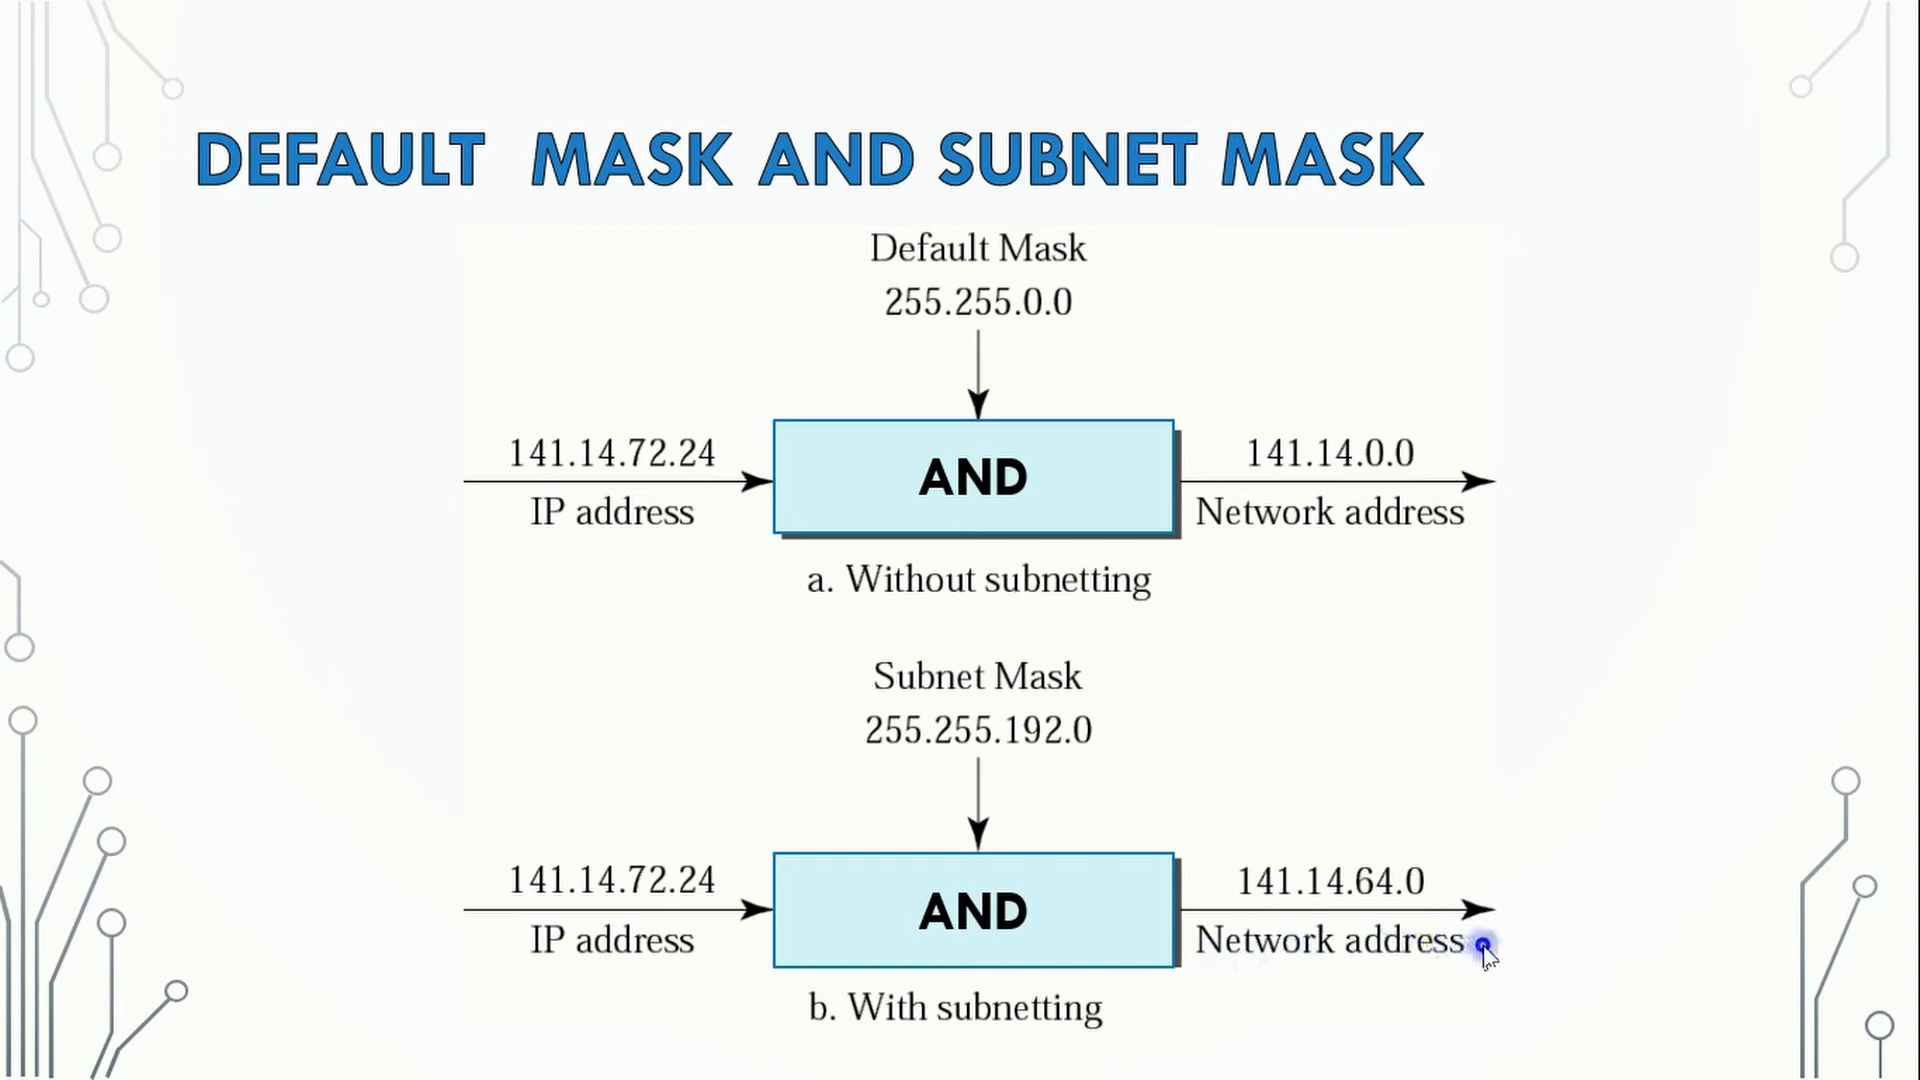 DEFAULT MASK AND SUBNET MASK
Default Mask
255.255.0.0
141.14.72.24
IP address
AND
141.14.0.0
Network address
a. Without subnetting
Subnet Mask
255.255.192.0
141.14.72.24
IP address
AND
141.14.64.0
Network address
b. With subnetting